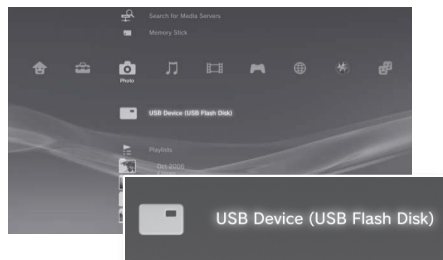 Search for Media Servers
Memory Stick
Photo
USB Device (USB Flash Disk)
Playlists
USB Device (USB Flash Disk)